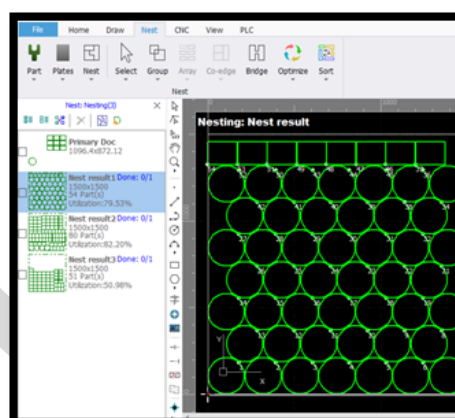 File Home Draw Nest CNC View PLC
Part Plates Nest Select Group Array Co-edge Bridge Optimize Sort
Nest
Nest: Nesting(3)
Primary Doc
1096.4x872.12
Nest result1 Done: 0/1
1500x1500
54 Part(s)
Utilization:79.53%
Nest result2 Done: 0/1
1500x1500
80 Part(s)
Utilization:82.20%
Nest result3 Done: 0/1
1500x1500
51 Part(s)
Utilization:50.98%
0 1000
Nesting: Nest result
1000
Y
X